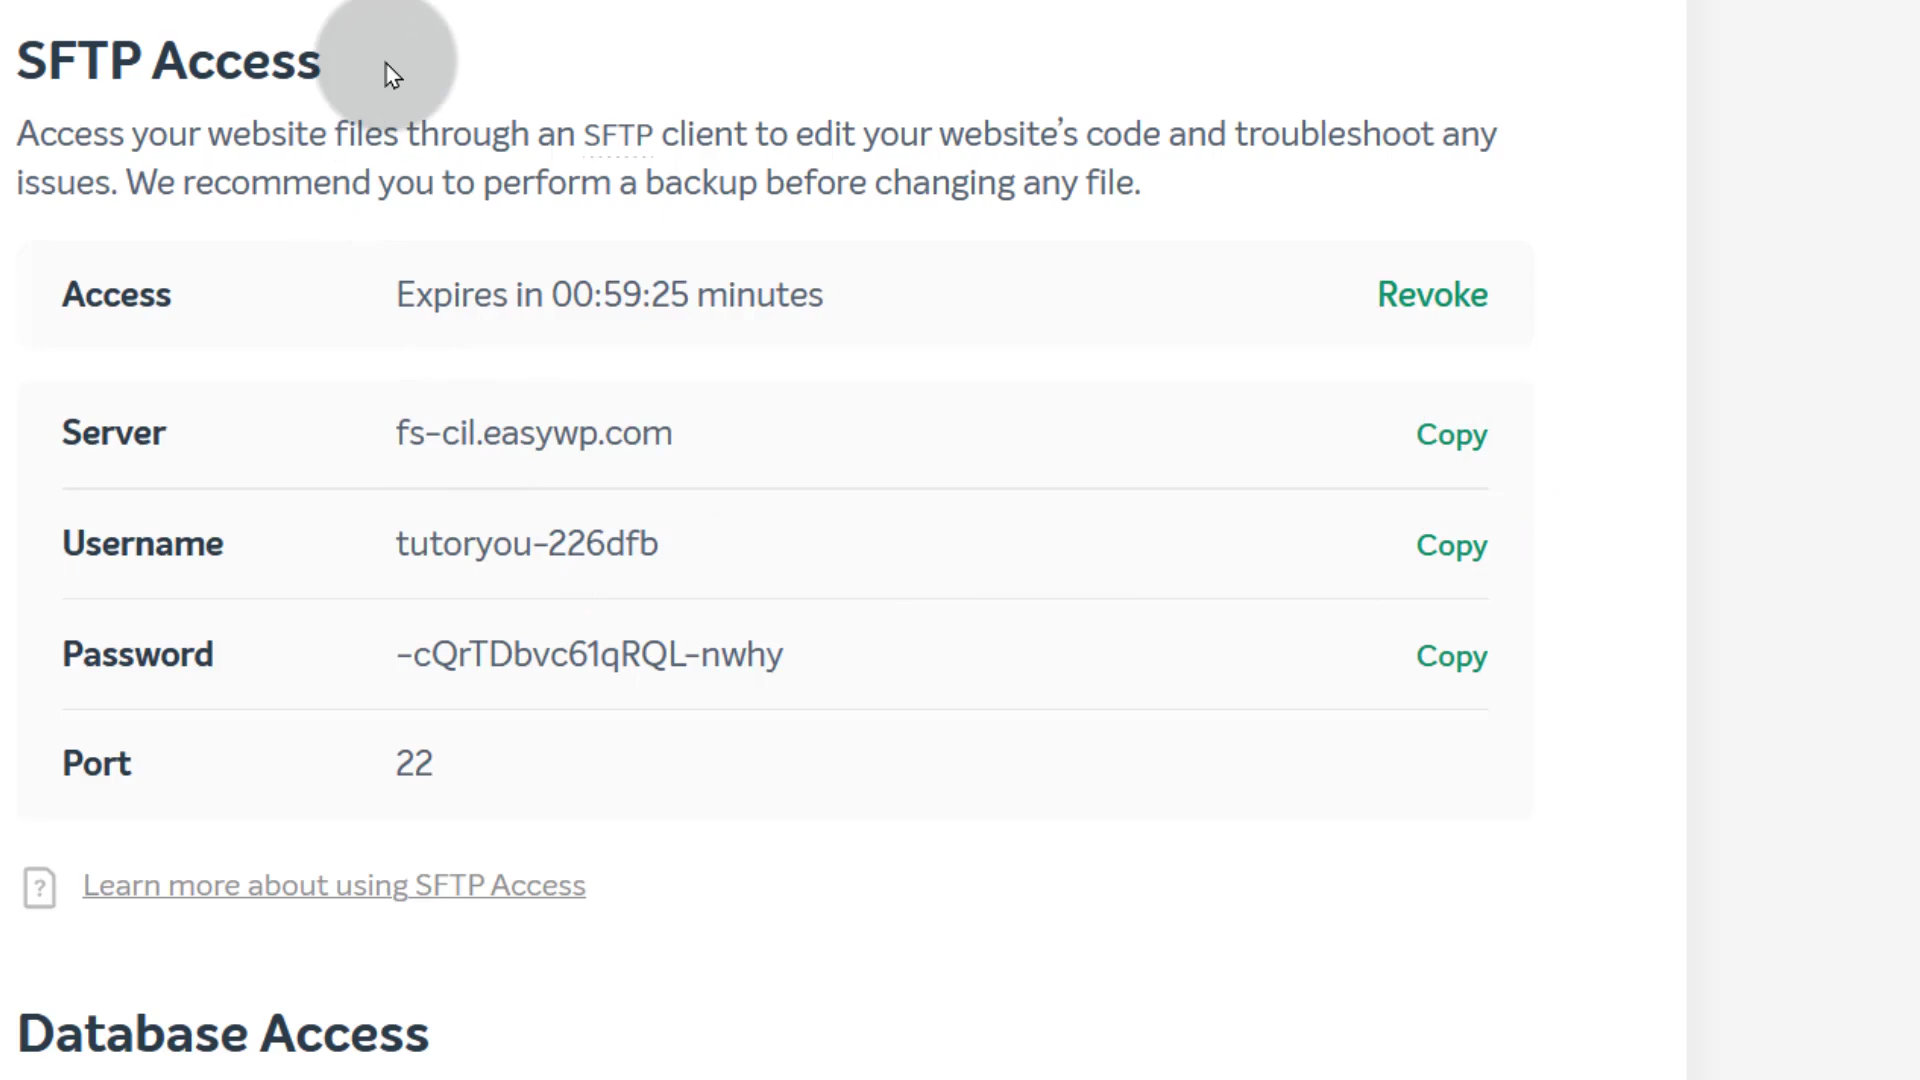 SFTP Access
Access your website files through an SFTP client to edit your website's code and troubleshoot any
issues. We recommend you to perform a backup before changing any file.
Access Expires in 00:59:25 minutes Revoke
Server fs-cil.easywp.com Copy
Username tutoryou-226dfb Copy
Password -cQrTDbvc61qRQL-nwhy Copy
Port 22
? Learn more about using SFTP Access
Database Access